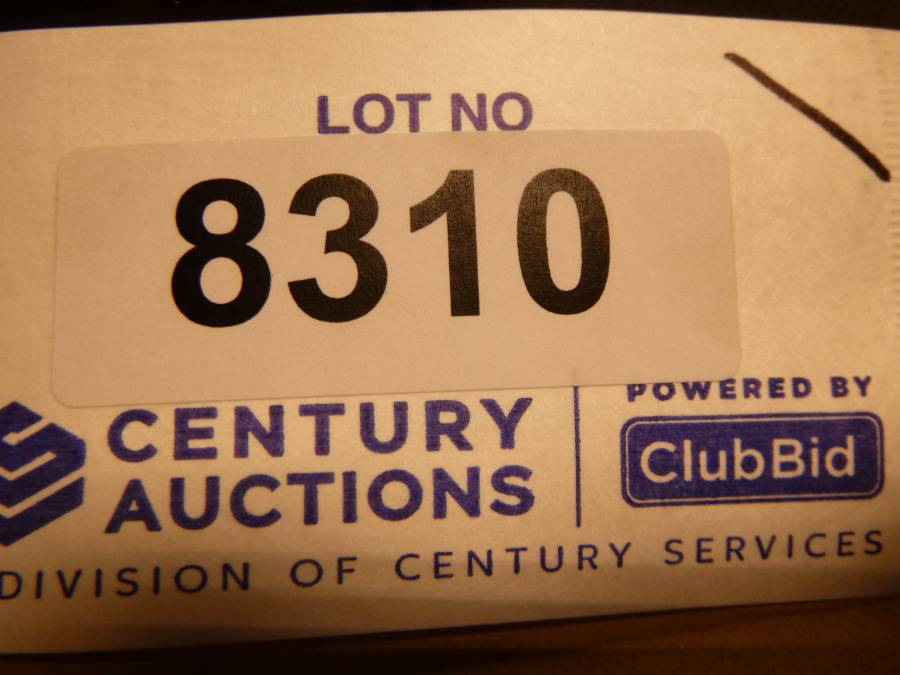 LOT NO
8310
CENTURY
AUCTIONS
POWERED BY
ClubBid
DIVISION OF CENTURY SERVICES